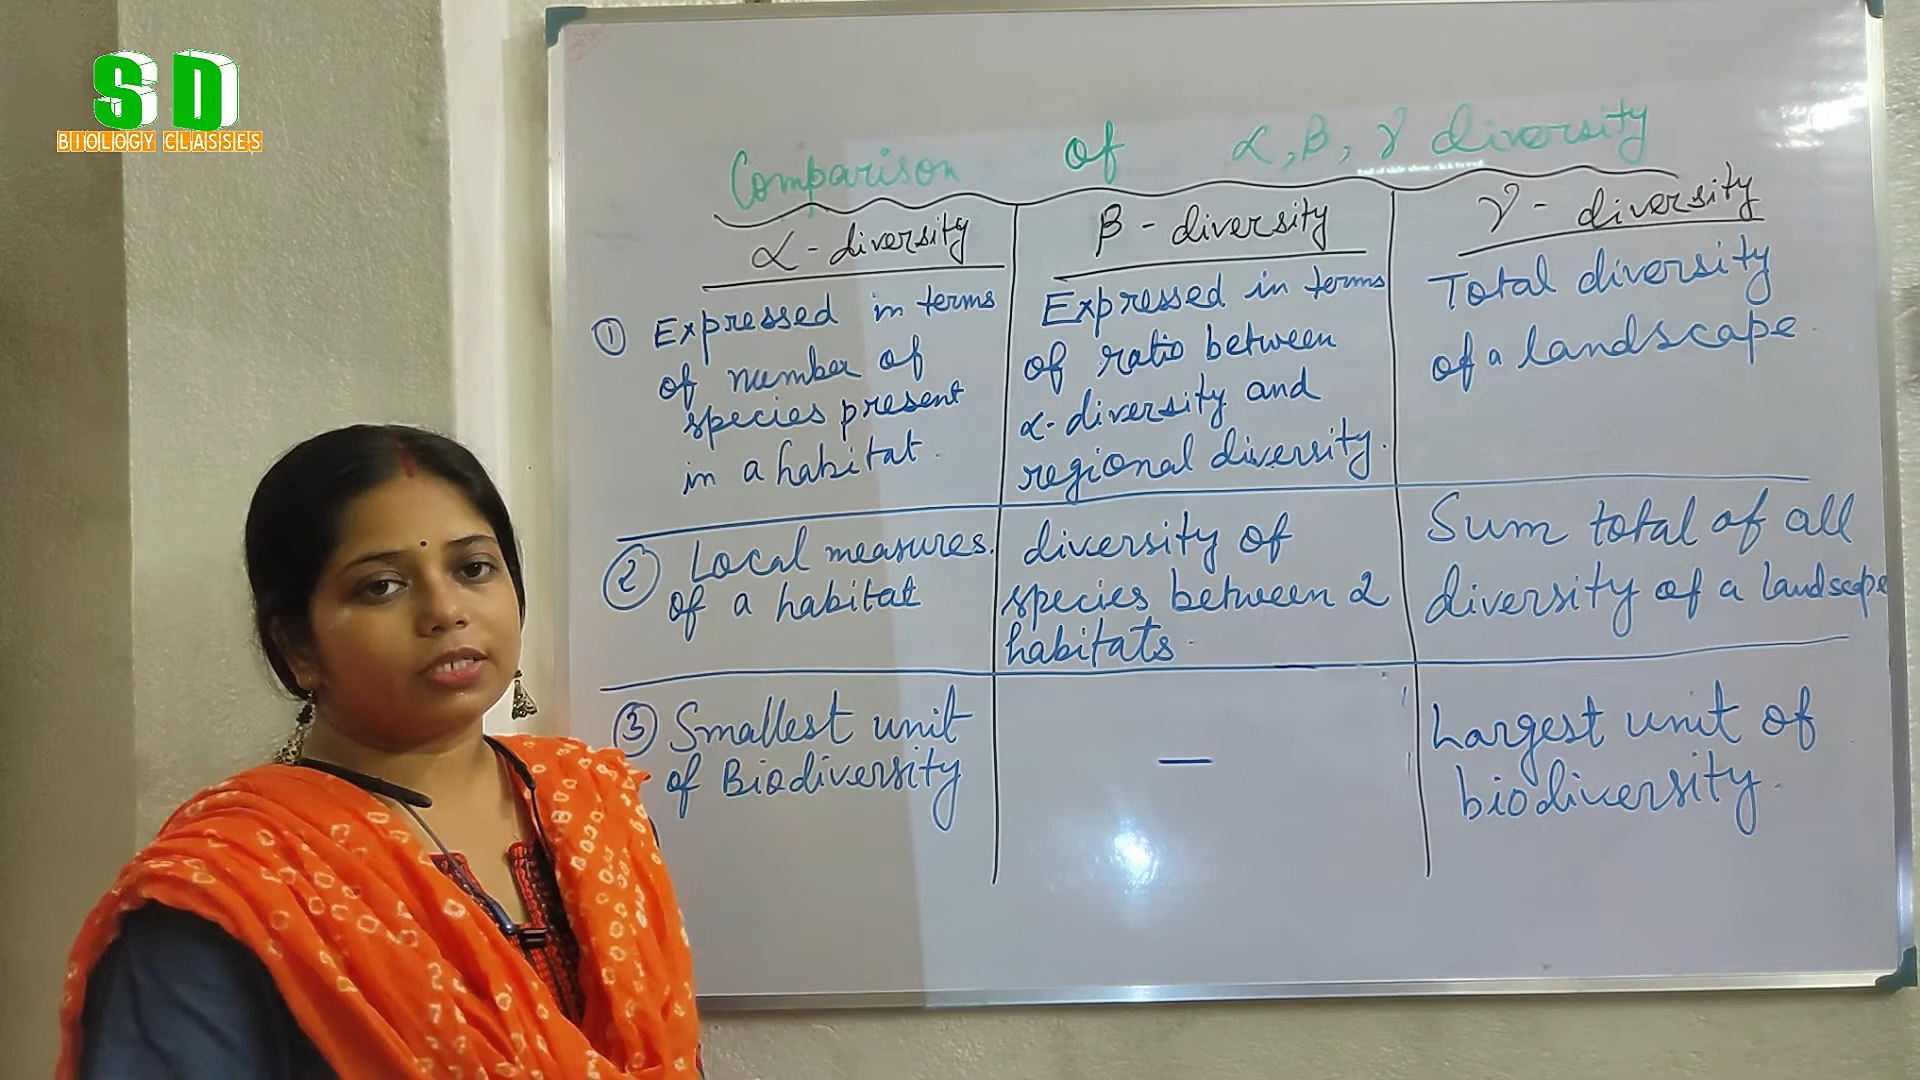 SD
BIOLOGY CLASSES
Comparison of α, β, γ diversity
α - diversity
β - diversity
γ - diversity
① Expressed in terms
of number of
species present
in a habitat.
Expressed in terms
of ratio between
α-diversity and
regional diversity.
Total diversity
of a landscape.
② Local measures.
of a habitat
diversity of
species between 2
habitats.
Sum total of all
diversity of a landscape
③ Smallest unit
of Biodiversity
—
Largest unit of
biodiversity.